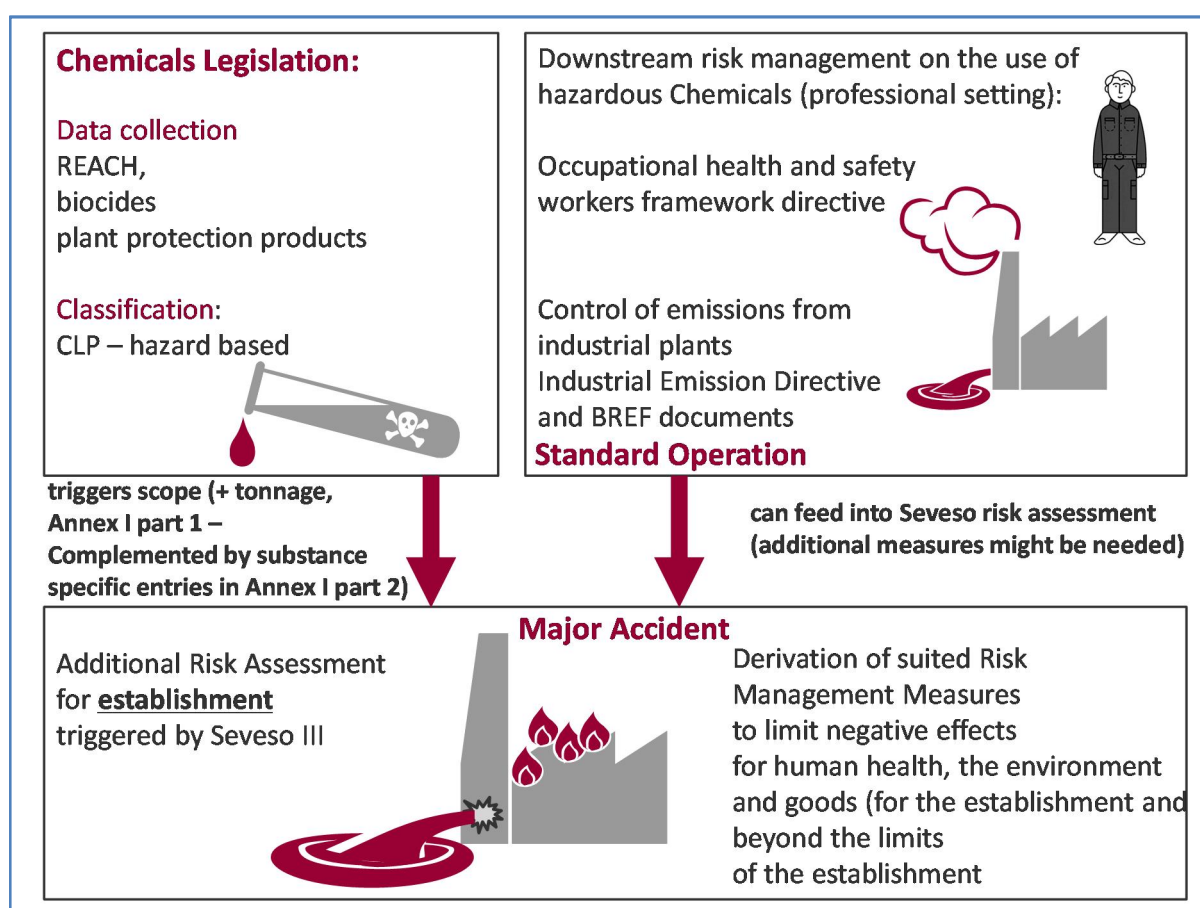 Chemicals Legislation:
Data collection
REACH,
biocides
plant protection products
Classification:
CLP – hazard based
Downstream risk management on the use of
hazardous Chemicals (professional setting):
Occupational health and safety
workers framework directive
Control of emissions from
industrial plants
Industrial Emission Directive
and BREF documents
Standard Operation
triggers scope (+ tonnage,
Annex I part 1 –
Complemented by substance
specific entries in Annex I part 2)
can feed into Seveso risk assessment
(additional measures might be needed)
Major Accident
Additional Risk Assessment
for establishment
triggered by Seveso III
Derivation of suited Risk
Management Measures
to limit negative effects
for human health, the environment
and goods (for the establishment and
beyond the limits
of the establishment